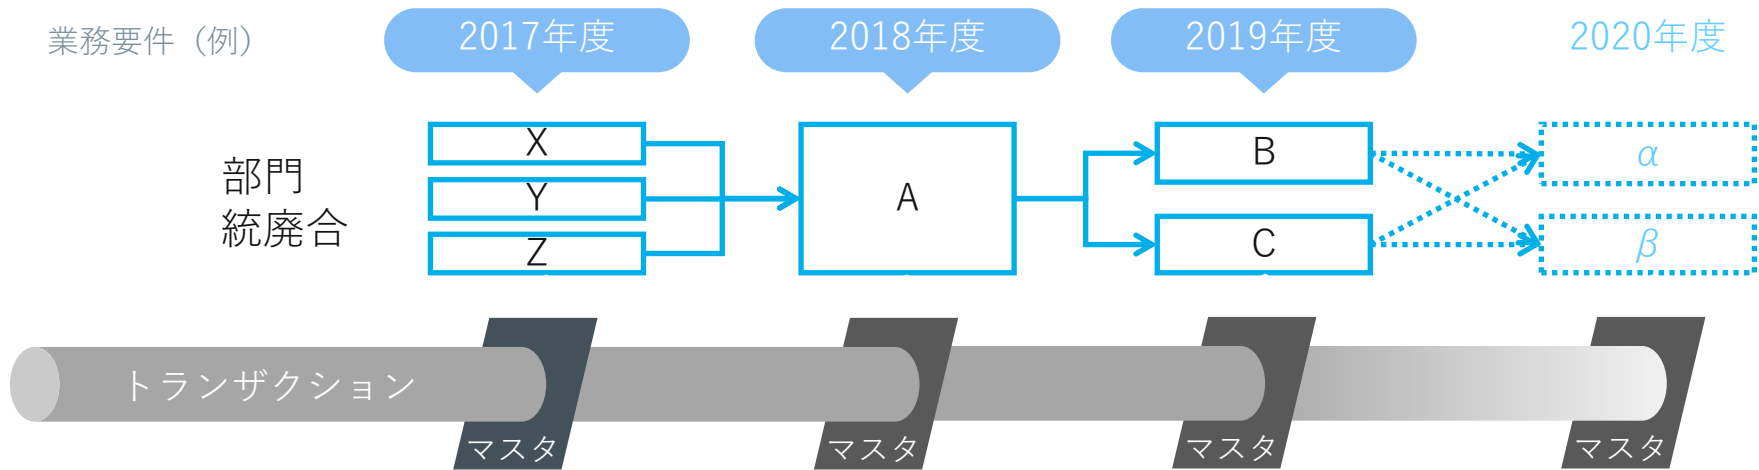 業務要件（例）
2017年度
2018年度
2019年度
2020年度
部門
統廃合
X
Y
Z
A
B
C
α
β
トランザクション
マスタ
マスタ
マスタ
マスタ